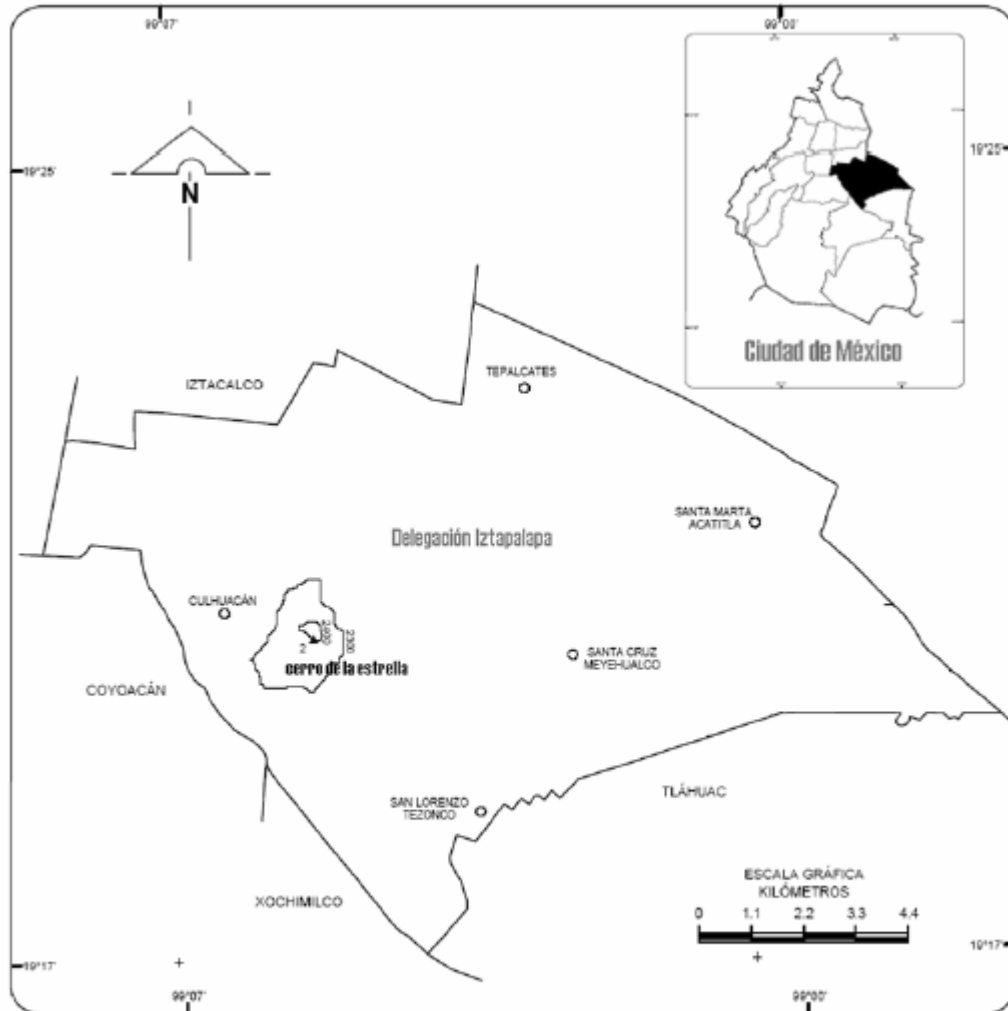 99°07'
99°00'
19°25'
19°25'
N
Ciudad de México
IZTACALCO
TEPALCATES
SANTA MARTA
ACATITLA
Delegación Iztapalapa
CULHUACÁN
2400
2300
2
cerro de la estrella
SANTA CRUZ
MEYEHUALCO
COYOACÁN
TLÁHUAC
SAN LORENZO
TEZONCO
XOCHIMILCO
ESCALA GRÁFICA
KILÓMETROS
0 1.1 2.2 3.3 4.4
19°17'
19°17'
99°07'
99°00'